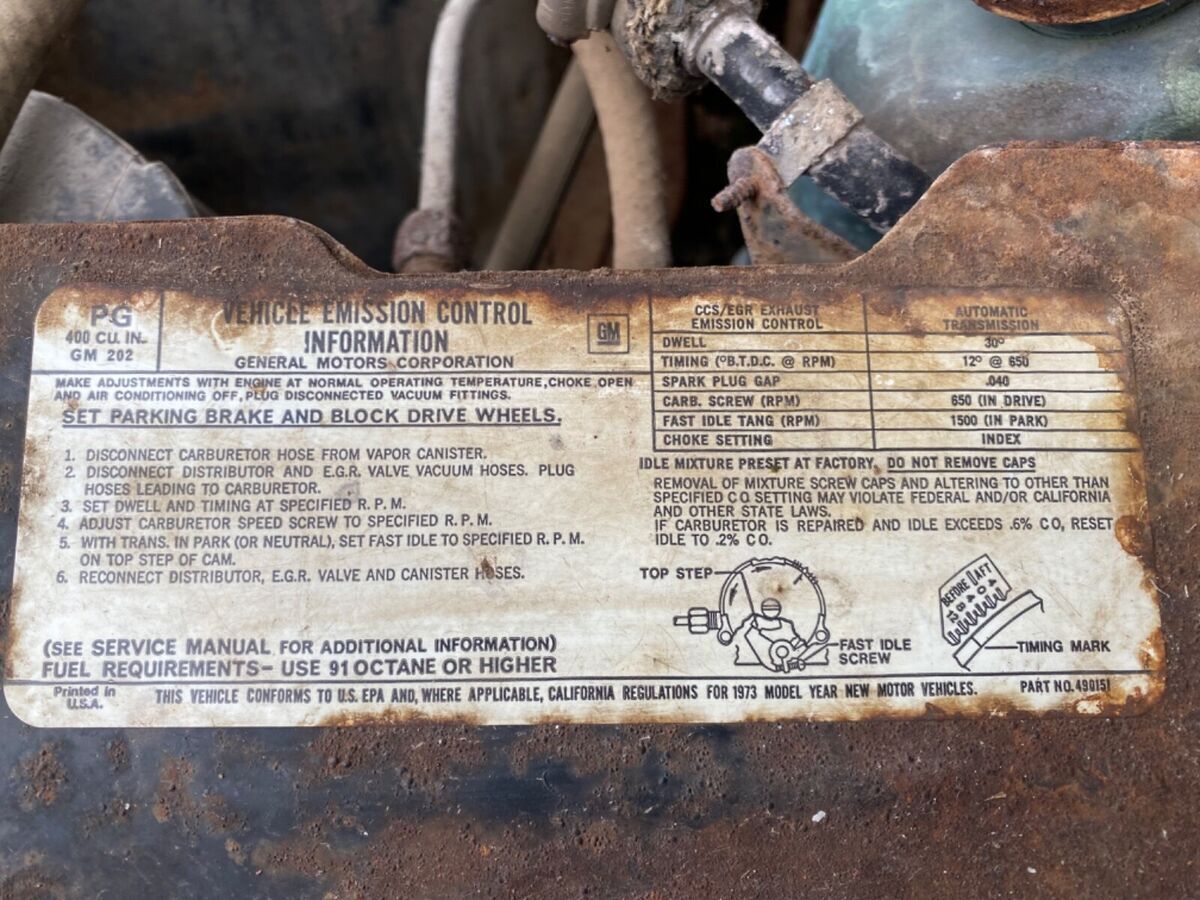 PG
400 CU. IN.
GM 202
VEHICLE EMISSION CONTROL
INFORMATION
GENERAL MOTORS CORPORATION
GM
MAKE ADJUSTMENTS WITH ENGINE AT NORMAL OPERATING TEMPERATURE, CHOKE OPEN
AND AIR CONDITIONING OFF, PLUG DISCONNECTED VACUUM FITTINGS.
SET PARKING BRAKE AND BLOCK DRIVE WHEELS.
1. DISCONNECT CARBURETOR HOSE FROM VAPOR CANISTER.
2. DISCONNECT DISTRIBUTOR AND E.G.R. VALVE VACUUM HOSES. PLUG
HOSES LEADING TO CARBURETOR.
3. SET DWELL AND TIMING AT SPECIFIED R.P.M.
4. ADJUST CARBURETOR SPEED SCREW TO SPECIFIED R.P.M.
5. WITH TRANS. IN PARK (OR NEUTRAL), SET FAST IDLE TO SPECIFIED R.P.M.
ON TOP STEP OF CAM.
6. RECONNECT DISTRIBUTOR, E.G.R. VALVE AND CANISTER HOSES.
(SEE SERVICE MANUAL FOR ADDITIONAL INFORMATION)
FUEL REQUIREMENTS- USE 91 OCTANE OR HIGHER
CCS/EGR EXHAUST
EMISSION CONTROL
AUTOMATIC
TRANSMISSION
DWELL 30º
TIMING (ºB.T.D.C. @ RPM) 12º @ 650
SPARK PLUG GAP .040
CARB. SCREW (RPM) 650 (IN DRIVE)
FAST IDLE TANG (RPM) 1500 (IN PARK)
CHOKE SETTING INDEX
IDLE MIXTURE PRESET AT FACTORY. DO NOT REMOVE CAPS
REMOVAL OF MIXTURE SCREW CAPS AND ALTERING TO OTHER THAN
SPECIFIED CO SETTING MAY VIOLATE FEDERAL AND/OR CALIFORNIA
AND OTHER STATE LAWS.
IF CARBURETOR IS REPAIRED AND IDLE EXCEEDS .6% CO, RESET
IDLE TO .2% CO.
TOP STEP
FAST IDLE
SCREW
BEFORE AFT
12 8 4 0 4
TIMING MARK
Printed in
U.S.A.
THIS VEHICLE CONFORMS TO U.S. EPA AND, WHERE APPLICABLE, CALIFORNIA REGULATIONS FOR 1973 MODEL YEAR NEW MOTOR VEHICLES. PART NO. 490151